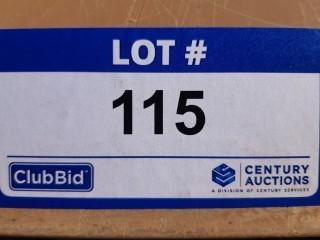 LOT #
115
ClubBid
CENTURY
AUCTIONS
A DIVISION OF CENTURY SERVICES